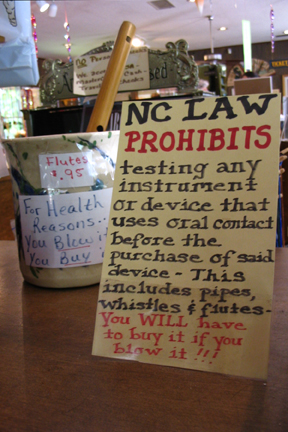 NC LAW
PROHIBITS
testing any
instrument
or device that
uses oral contact
before the
purchase of said
device - This
includes pipes,
whistles & flutes-
You WILL have
to buy it if you
blow it !!!
Flutes
$.95
For Health
Reasons..
You Blow it
You Buy